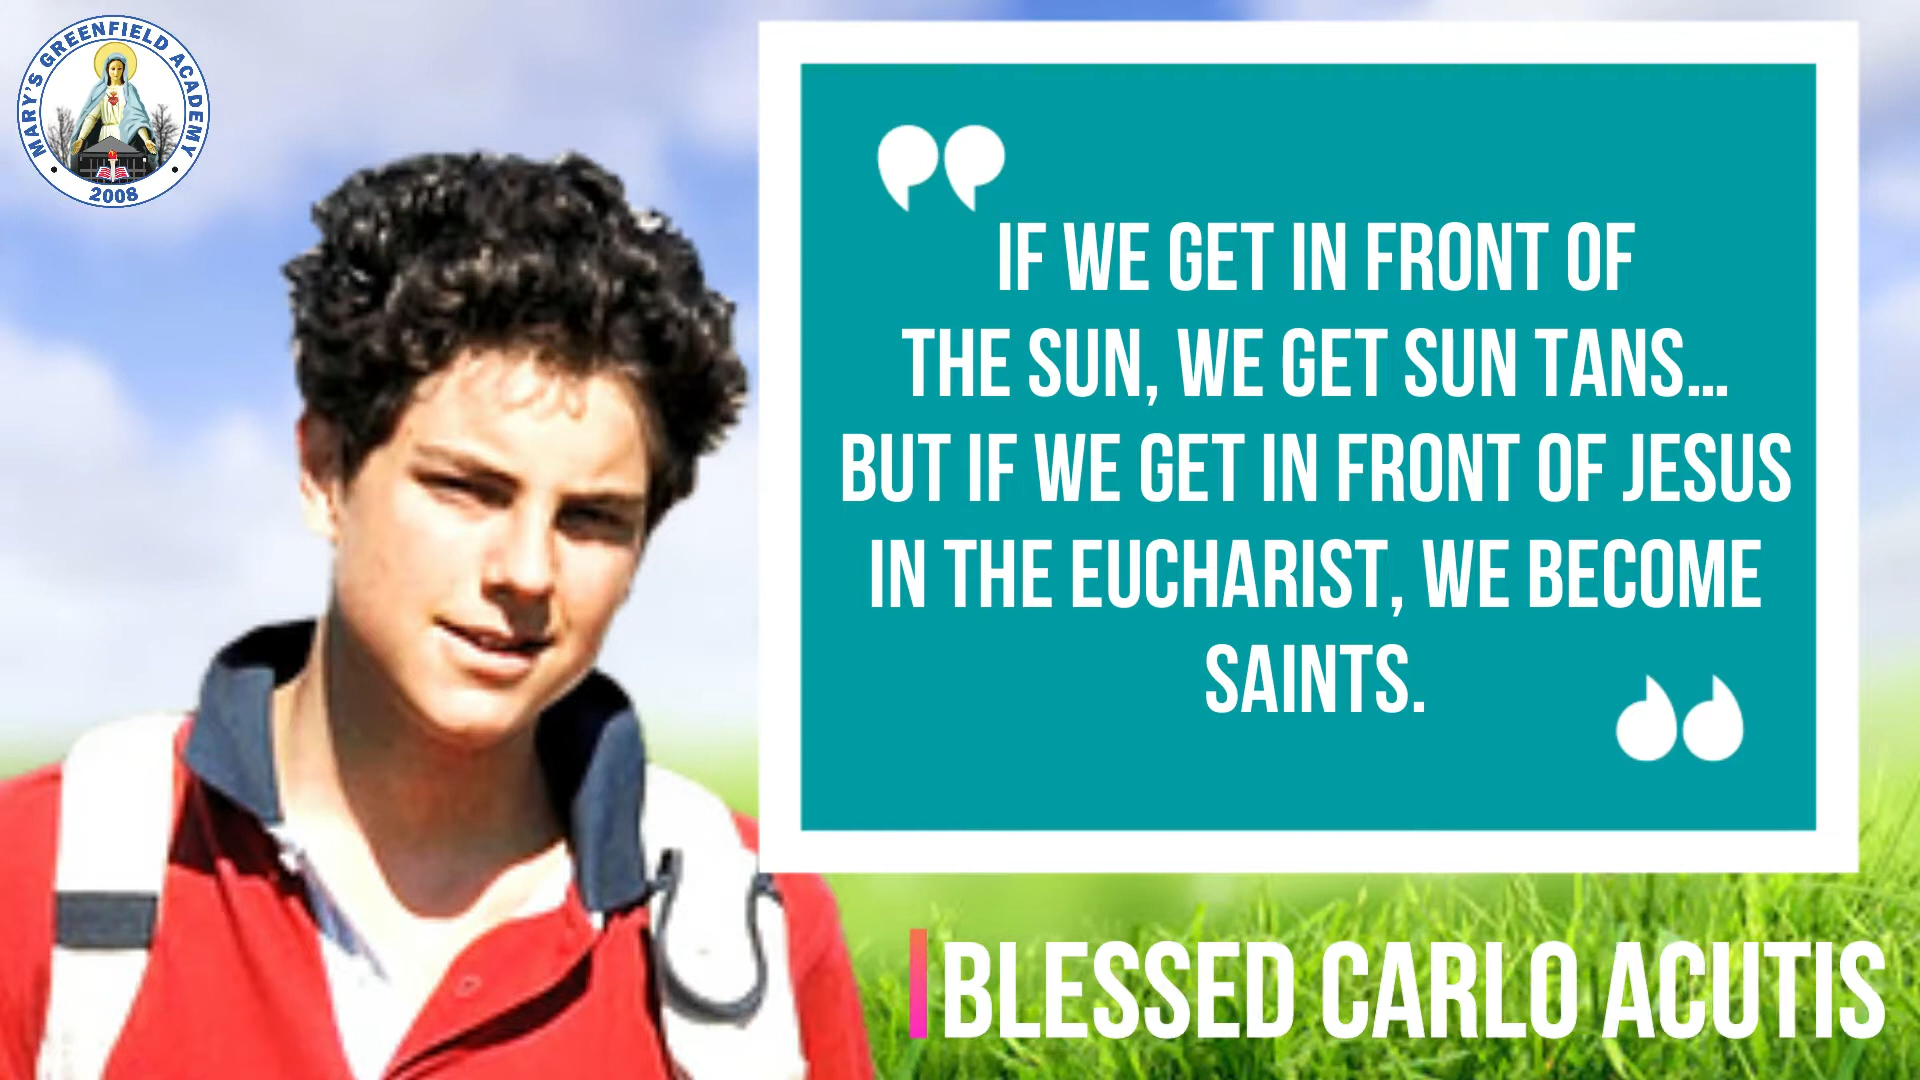 MARY'S GREENFIELD ACADEMY
2008
IF WE GET IN FRONT OF
THE SUN, WE GET SUN TANS...
BUT IF WE GET IN FRONT OF JESUS
IN THE EUCHARIST, WE BECOME
SAINTS.
BLESSED CARLO ACUTIS